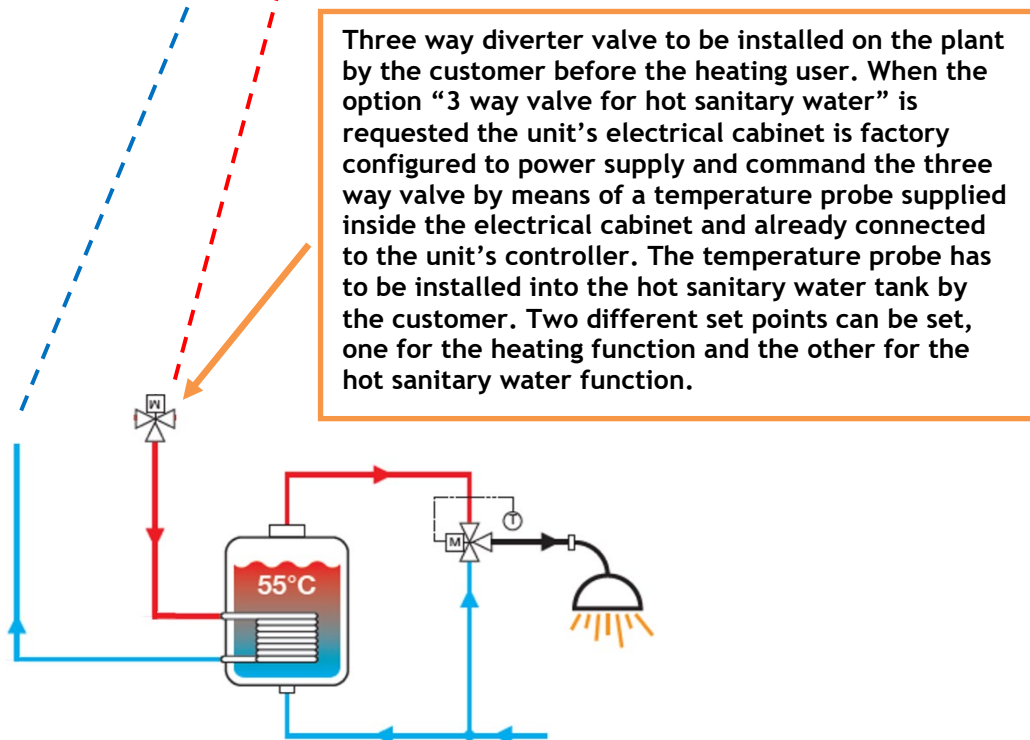 Three way diverter valve to be installed on the plant
by the customer before the heating user. When the
option “3 way valve for hot sanitary water” is
requested the unit’s electrical cabinet is factory
configured to power supply and command the three
way valve by means of a temperature probe supplied
inside the electrical cabinet and already connected
to the unit’s controller. The temperature probe has
to be installed into the hot sanitary water tank by
the customer. Two different set points can be set,
one for the heating function and the other for the
hot sanitary water function.
M
T
M
55°C